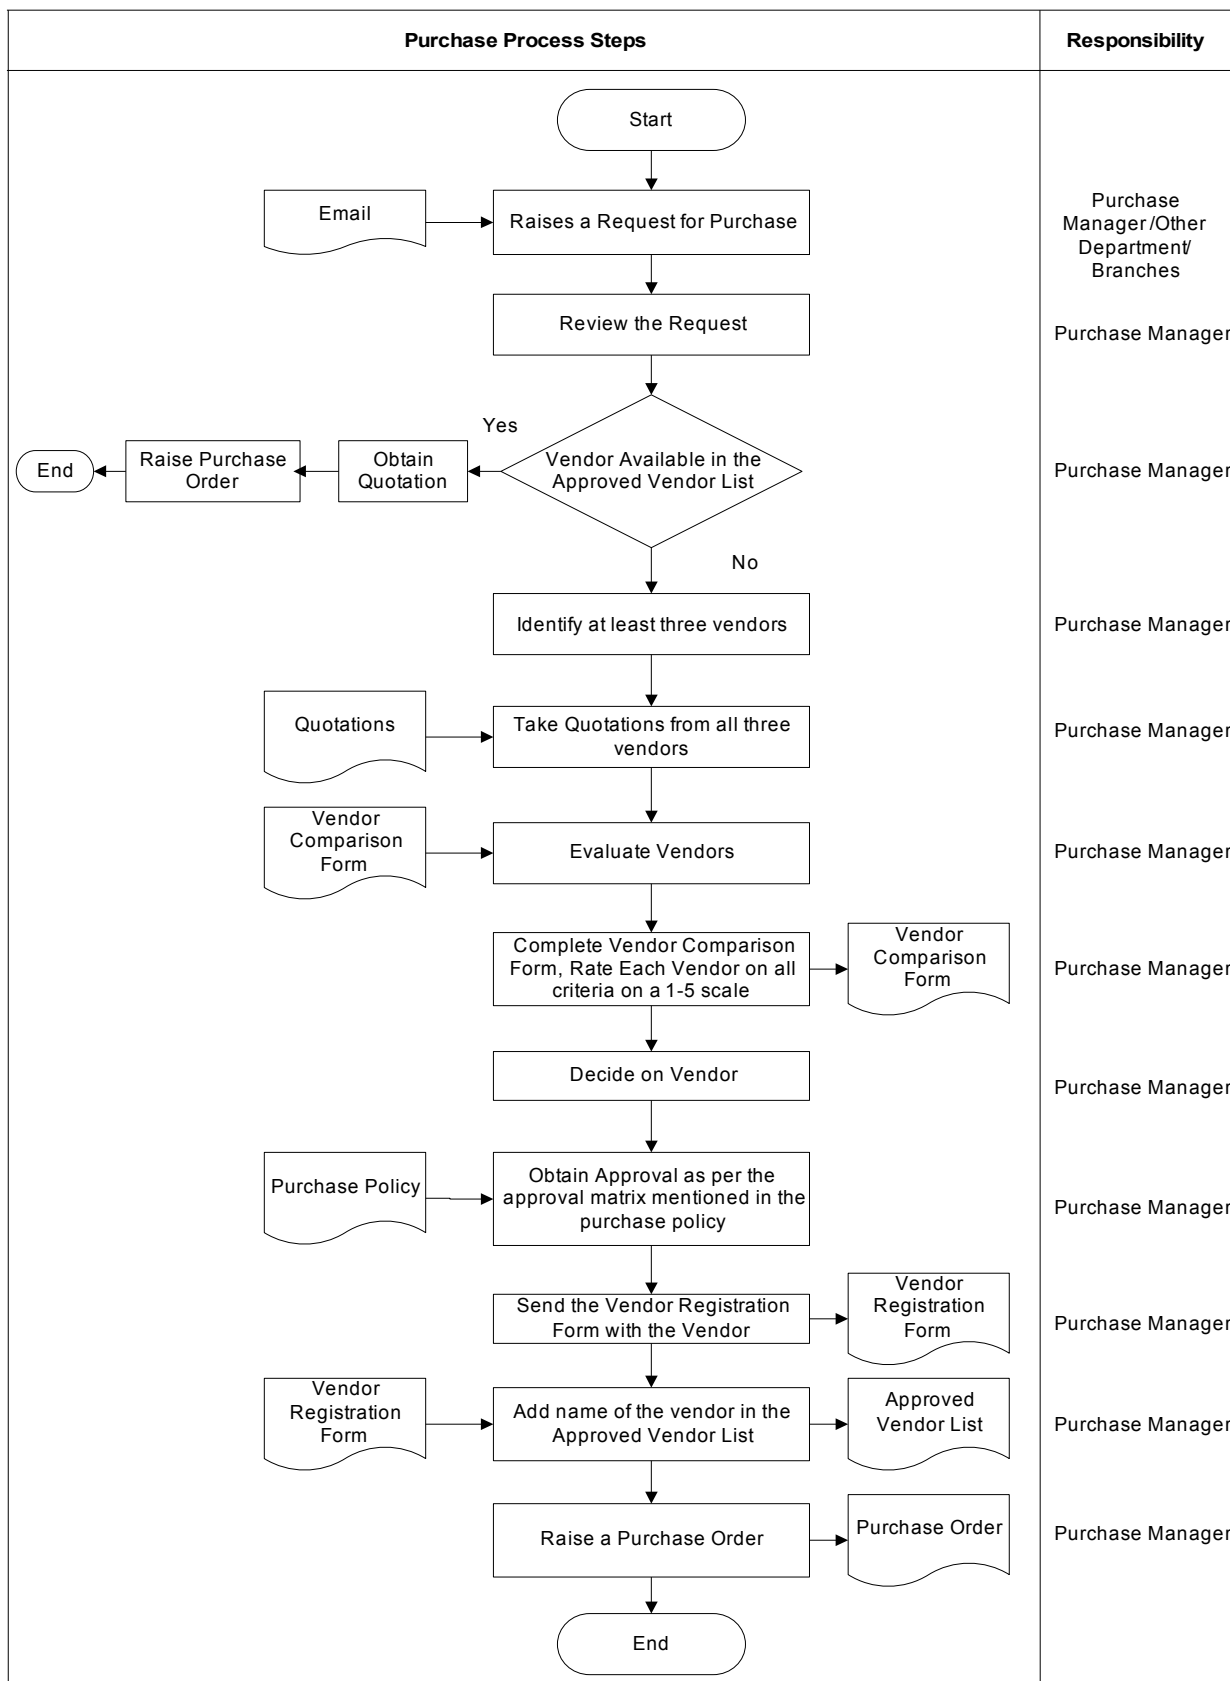 Purchase Process Steps
Responsibility
Start
Email
Raises a Request for Purchase
Purchase
Manager/Other
Department/
Branches
Review the Request
Purchase Manager
Yes
End
Raise Purchase
Order
Obtain
Quotation
Vendor Available in the
Approved Vendor List
Purchase Manager
No
Identify at least three vendors
Purchase Manager
Quotations
Take Quotations from all three
vendors
Purchase Manager
Vendor
Comparison
Form
Evaluate Vendors
Purchase Manager
Complete Vendor Comparison
Form, Rate Each Vendor on all
criteria on a 1-5 scale
Vendor
Comparison
Form
Purchase Manager
Decide on Vendor
Purchase Manager
Purchase Policy
Obtain Approval as per the
approval matrix mentioned in the
purchase policy
Purchase Manager
Send the Vendor Registration
Form with the Vendor
Vendor
Registration
Form
Purchase Manager
Vendor
Registration
Form
Add name of the vendor in the
Approved Vendor List
Approved
Vendor List
Purchase Manager
Raise a Purchase Order
Purchase Order
Purchase Manager
End